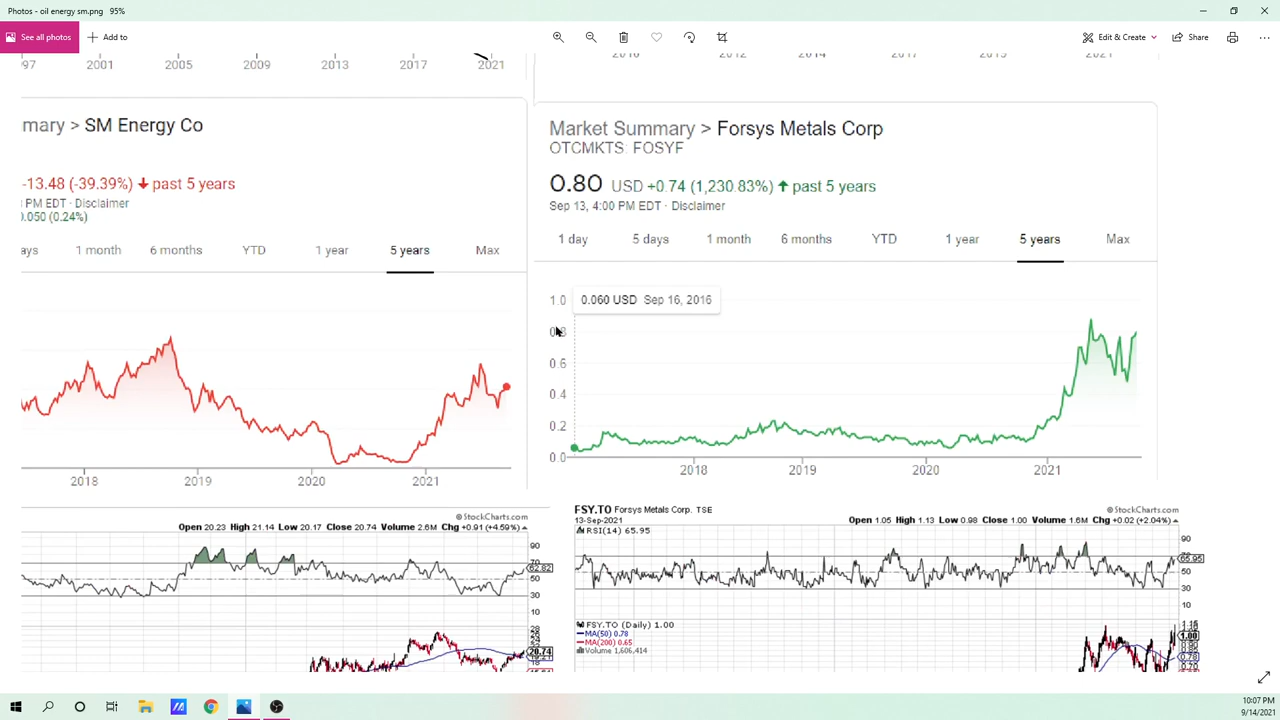 Photos - oil energy sm.png   95%
See all photos
Add to
Edit & Create
Share
97 2001 2005 2009 2013 2017 2021
mary > SM Energy Co
-13.48 (-39.39%) past 5 years
PM EDT · Disclaimer
0.050 (0.24%)
ays 1 month 6 months YTD 1 year 5 years Max
2018 2019 2020 2021
Market Summary > Forsys Metals Corp
OTCMKTS: FOSYF
0.80 USD +0.74 (1,230.83%) past 5 years
Sep 13, 4:00 PM EDT · Disclaimer
1 day 5 days 1 month 6 months YTD 1 year 5 years Max
0.060 USD Sep 16, 2016
1.0
0.6
0.4
0.2
0.0
2018 2019 2020 2021
© StockCharts.com
Open 20.23 High 21.14 Low 20.17 Close 20.74 Volume 2.6M Chg +0.91 (+4.59%)
90
70
62.82
50
30
10
20.74
FSY.TO Forsys Metals Corp. TSE
© StockCharts.com
13-Sep-2021
Open 1.05 High 1.13 Low 0.98 Close 1.00 Volume 1.6M Chg +0.02 (+2.04%)
RSI(14) 65.95
90
65.95
50
30
10
FSY.TO (Daily) 1.00
MA(50) 0.78
MA(200) 0.65
Volume 1,606,414
1.00
10:07 PM
9/14/2021